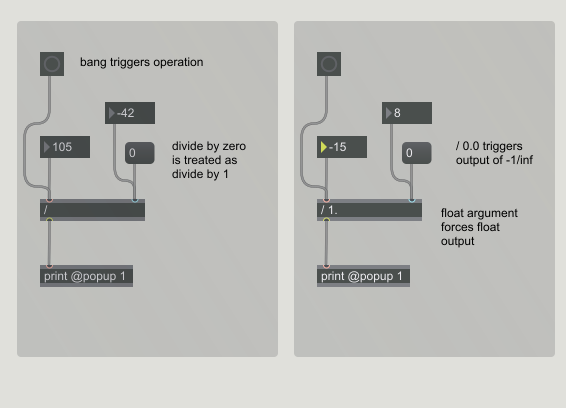 bang triggers operation
-42
105
0
divide by zero
is treated as
divide by 1
/
print @popup 1
8
-15
0
/ 0.0 triggers
output of -1/inf
/ 1.
float argument
forces float
output
print @popup 1